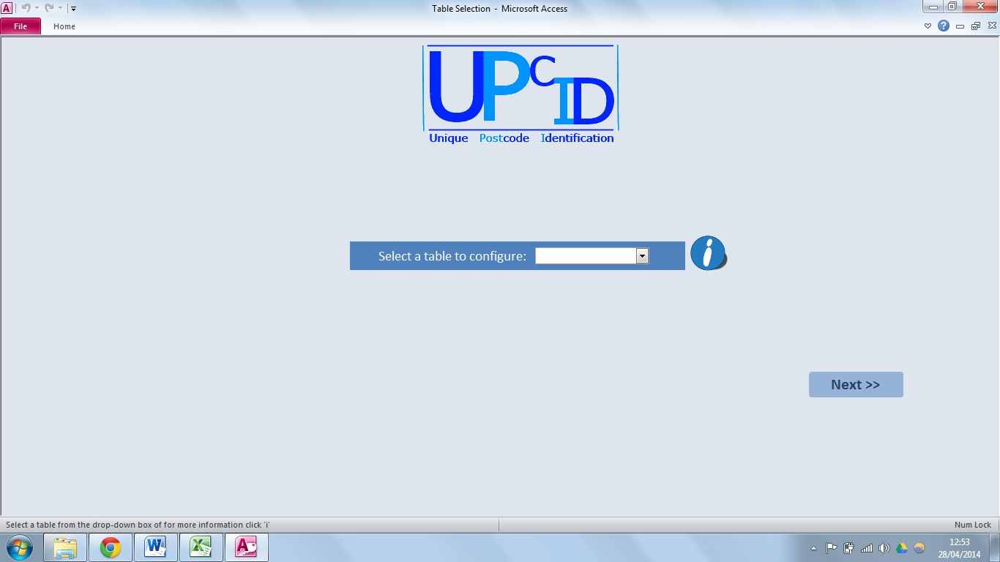 Table Selection - Microsoft Access
File Home
UPcID
Unique Postcode Identification
Select a table to configure:
i
Next >>
Select a table from the drop-down box of for more information click 'i' Num Lock
12:53
28/04/2014